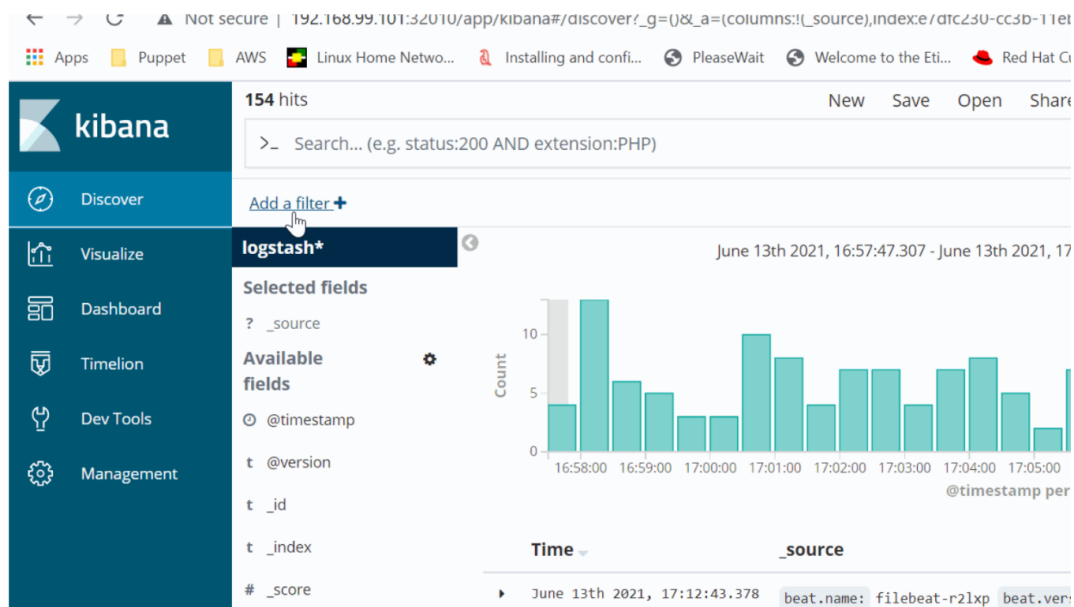 Not secure | 192.168.99.101:32010/app/kibana#/discover?_g=()&_a=(columns:!(_source),index:e7dfc230-cc3b-11eb
Apps Puppet AWS Linux Home Netwo... Installing and confi... PleaseWait Welcome to the Eti... Red Hat Cu
kibana
154 hits
New Save Open Share
>_ Search... (e.g. status:200 AND extension:PHP)
Discover
Add a filter +
Visualize
logstash*
June 13th 2021, 16:57:47.307 - June 13th 2021, 17
Selected fields
? _source
Dashboard
Available
fields
Timelion
@timestamp
Dev Tools
t @version
Management
t _id
t _index
# _score
Count
10
5
0
16:58:00 16:59:00 17:00:00 17:01:00 17:02:00 17:03:00 17:04:00 17:05:00
@timestamp per
Time _source
June 13th 2021, 17:12:43.378 beat.name: filebeat-r2lxp beat.vers